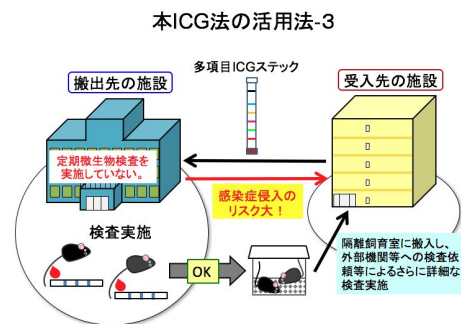 本ICG法の活用法-3
多項目ICGステック
搬出先の施設
受入先の施設
定期微生物検査を
実施していない。
感染症侵入の
リスク大！
検査実施
OK
隔離飼育室に搬入し、
外部機関等への検査依
頼等によるさらに詳細な
検査実施